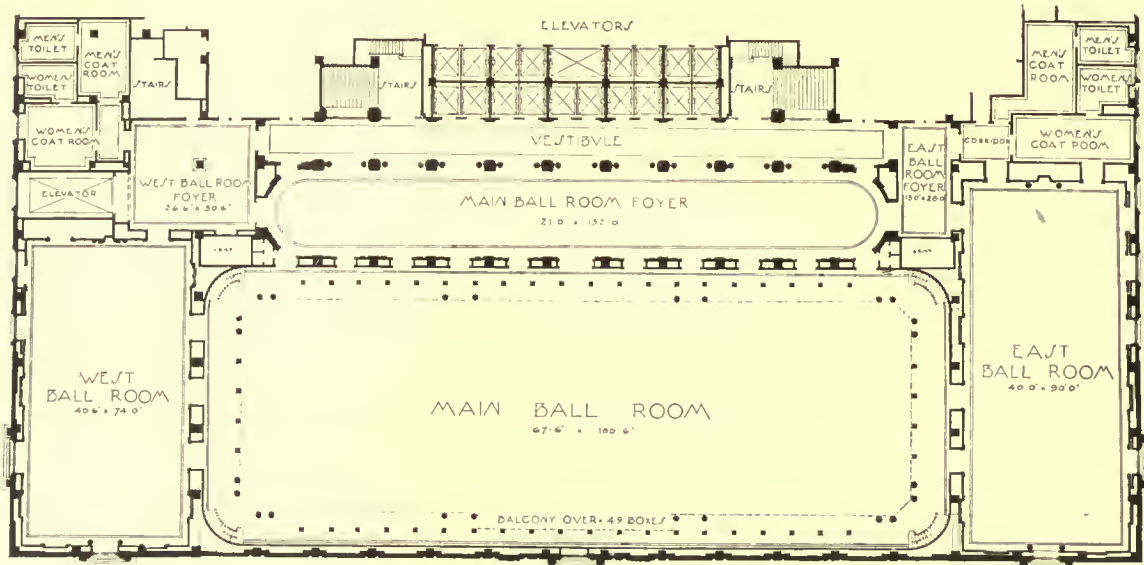 ELEVATORS
MEN'S
TOILET
MEN'S
COAT
ROOM
WOMEN'S
TOILET
STAIRS
WOMEN'S
COAT ROOM
ELEVATOR
WEST BALL ROOM
FOYER
26'6" x 30'6"
STAIRS
STAIRS
VESTIBULE
MAIN BALL ROOM FOYER
21'0 x 132'0
EAST
BALL
ROOM
FOYER
CORRIDOR
MEN'S
COAT
ROOM
MEN'S
TOILET
WOMEN'S
TOILET
WOMEN'S
COAT ROOM
WEST
BALL ROOM
40'6" x 74'0"
MAIN BALL ROOM
67'-6" x 180'6"
BALCONY OVER - 49 BOXES
EAST
BALL ROOM
40'0" x 90'0"